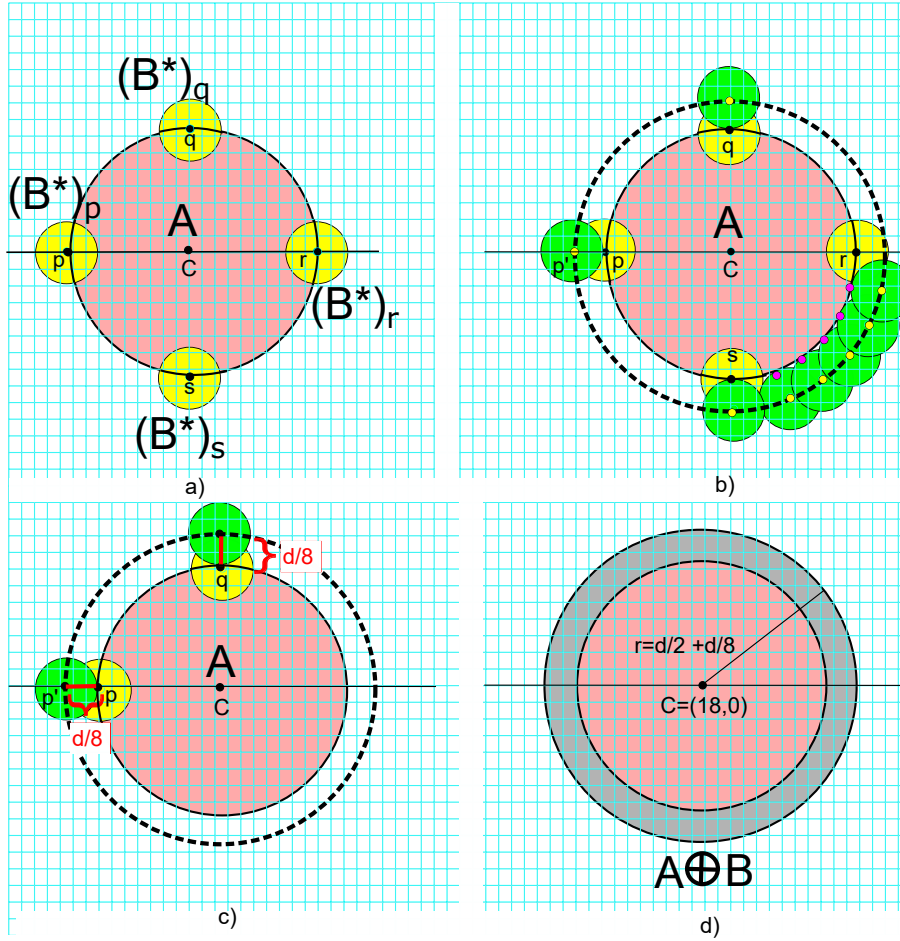 (B*)q
q
(B*)p
A
p
C
r
(B*)r
s
(B*)s
a)
q
A
p'
p
C
r
s
b)
d/8
q
A
p'
p
C
d/8
c)
r=d/2 +d/8
C=(18,0)
A⊕B
d)